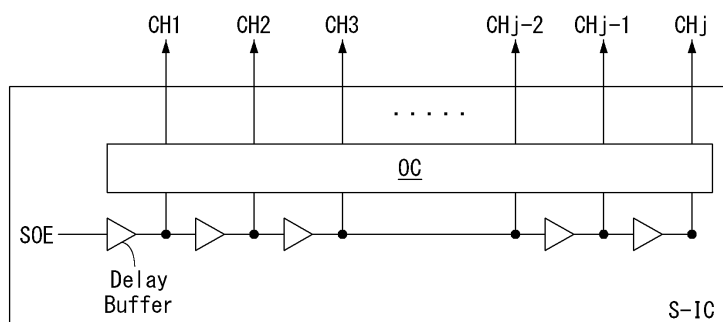 CH1 CH2 CH3 CHj-2 CHj-1 CHj
.....
OC
SOE
Delay
Buffer
S-IC